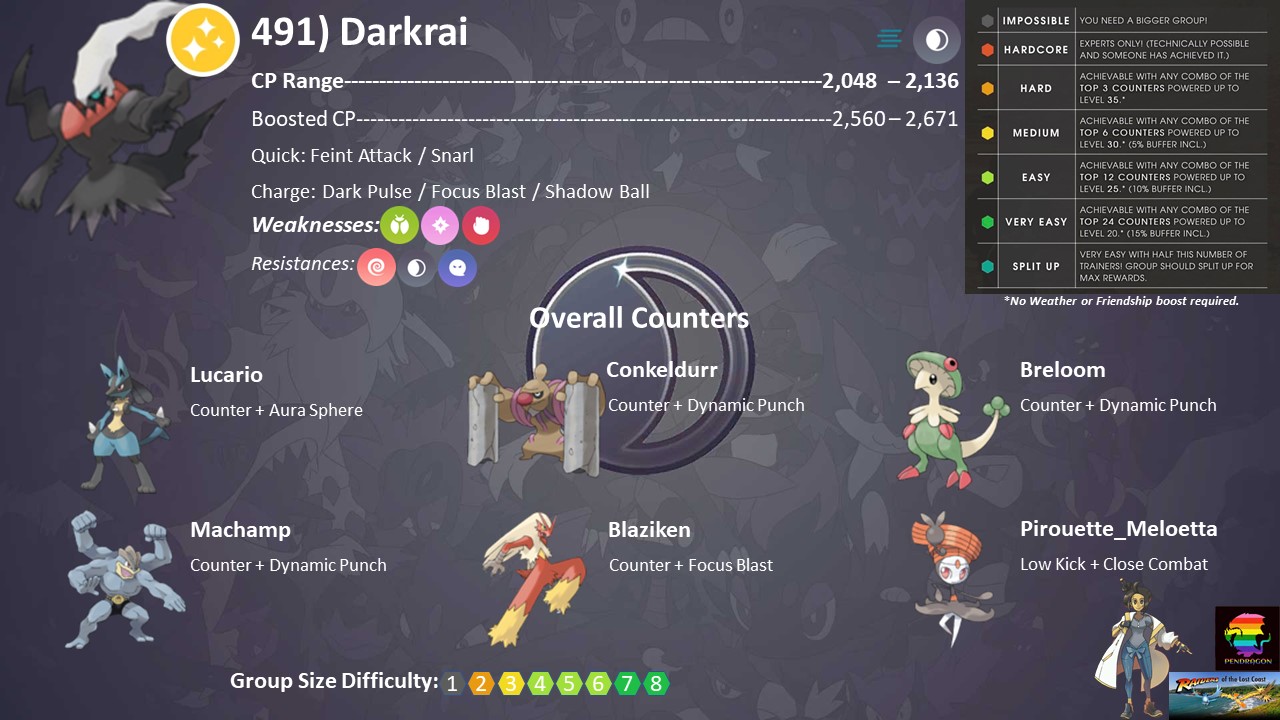 491) Darkrai
CP Range--------------------------------------------------------------------2,048 – 2,136
Boosted CP--------------------------------------------------------------------2,560 – 2,671
Quick: Feint Attack / Snarl
Charge: Dark Pulse / Focus Blast / Shadow Ball
Weaknesses:
Resistances:
IMPOSSIBLE YOU NEED A BIGGER GROUP!
HARDCORE EXPERTS ONLY! (TECHNICALLY POSSIBLE
AND SOMEONE HAS ACHIEVED IT.)
HARD ACHIEVABLE WITH ANY COMBO OF THE
TOP 3 COUNTERS POWERED UP TO
LEVEL 35.*
MEDIUM ACHIEVABLE WITH ANY COMBO OF THE
TOP 6 COUNTERS POWERED UP TO
LEVEL 30.* (5% BUFFER INCL.)
EASY ACHIEVABLE WITH ANY COMBO OF THE
TOP 12 COUNTERS POWERED UP TO
LEVEL 25.* (10% BUFFER INCL.)
VERY EASY ACHIEVABLE WITH ANY COMBO OF THE
TOP 24 COUNTERS POWERED UP TO
LEVEL 20.* (15% BUFFER INCL.)
SPLIT UP VERY EASY WITH HALF THIS NUMBER OF
TRAINERS! GROUP SHOULD SPLIT UP FOR
MAX REWARDS.
*No Weather or Friendship boost required.
Overall Counters
Lucario
Counter + Aura Sphere
Conkeldurr
Counter + Dynamic Punch
Breloom
Counter + Dynamic Punch
Machamp
Counter + Dynamic Punch
Blaziken
Counter + Focus Blast
Pirouette_Meloetta
Low Kick + Close Combat
Group Size Difficulty: 1 2 3 4 5 6 7 8
PENDRAGON
RAIDERS of the Lost Coast